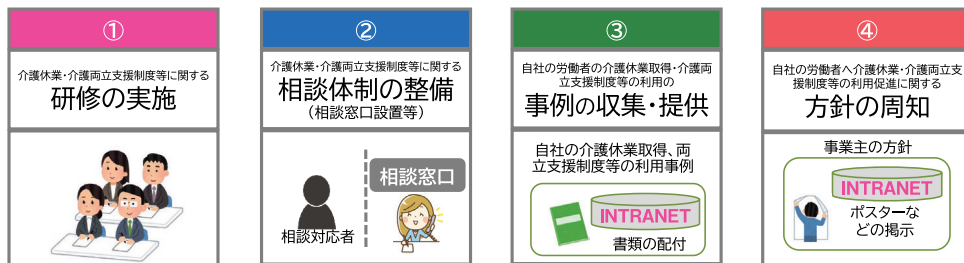 ①
介護休業・介護両立支援制度等に関する
研修の実施
②
介護休業・介護両立支援制度等に関する
相談体制の整備
(相談窓口設置等)
相談窓口
相談対応者
③
自社の労働者の介護休業取得・介護両
立支援制度等の利用の
事例の収集・提供
自社の介護休業取得、両
立支援制度等の利用事例
INTRANET
書類の配付
④
自社の労働者へ介護休業・介護両立支
援制度等の利用促進に関する
方針の周知
事業主の方針
INTRANET
ポスターな
どの掲示